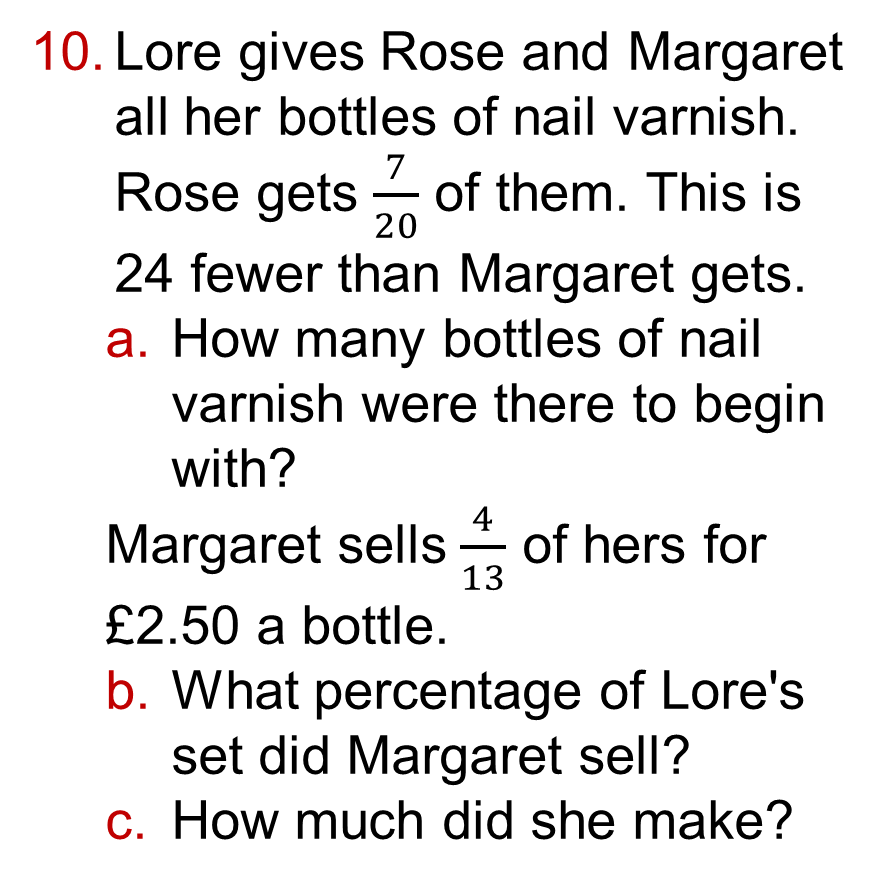 10. Lore gives Rose and Margaret
all her bottles of nail varnish.
Rose gets 7/20 of them. This is
24 fewer than Margaret gets.
a. How many bottles of nail
varnish were there to begin
with?
Margaret sells 4/13 of hers for
£2.50 a bottle.
b. What percentage of Lore's
set did Margaret sell?
c. How much did she make?